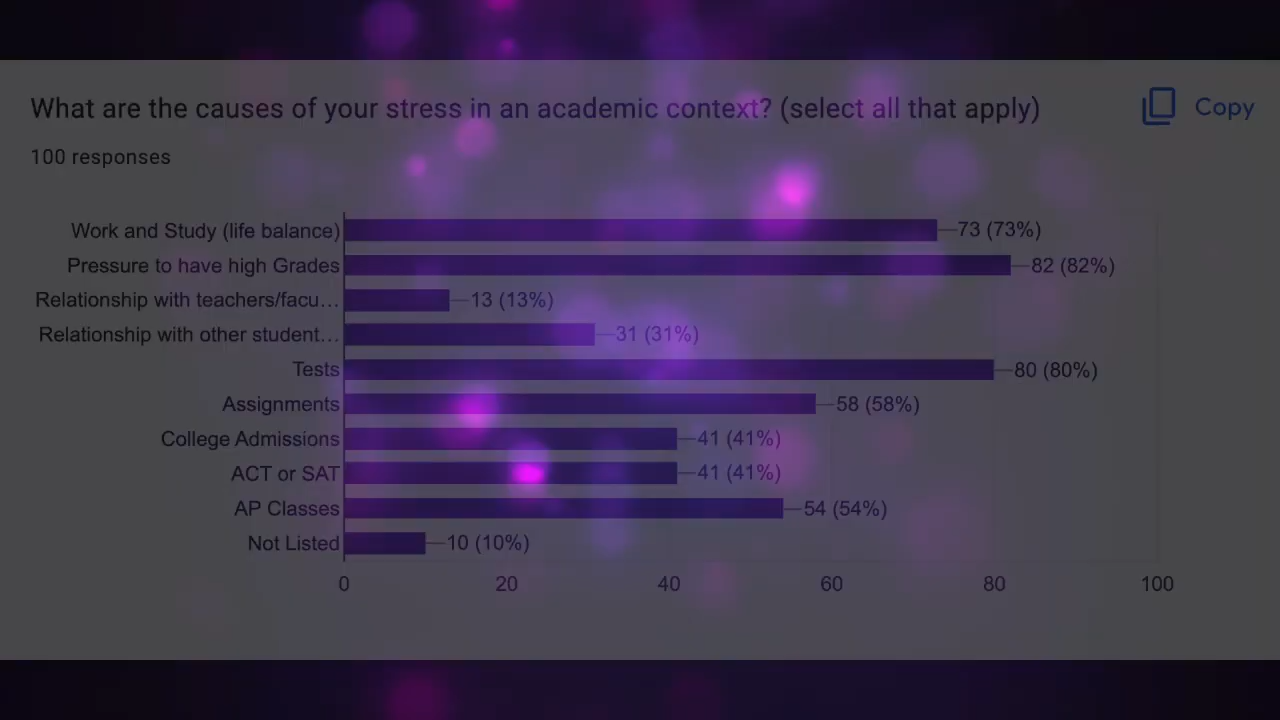 What are the causes of your stress in an academic context? (select all that apply)
Copy
100 responses
Work and Study (life balance) 73 (73%)
Pressure to have high Grades 82 (82%)
Relationship with teachers/facu... 13 (13%)
Relationship with other student... 31 (31%)
Tests 80 (80%)
Assignments 58 (58%)
College Admissions 41 (41%)
ACT or SAT 41 (41%)
AP Classes 54 (54%)
Not Listed 10 (10%)
0 20 40 60 80 100